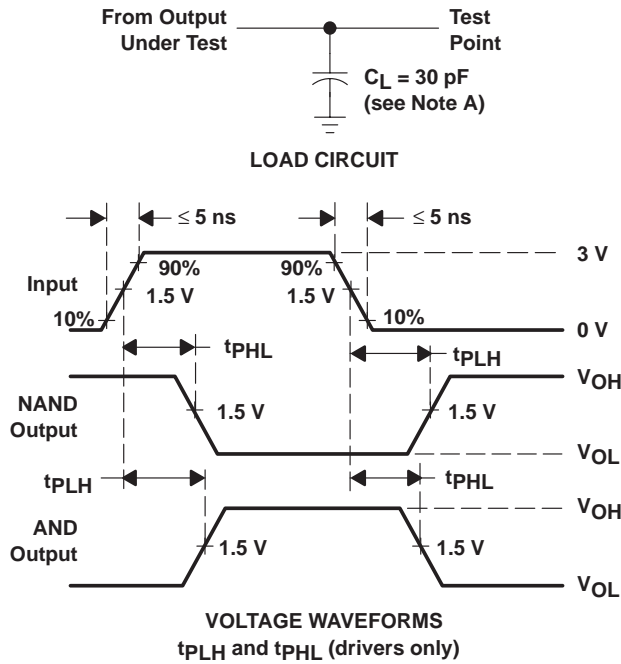 From Output
Under Test
Test
Point
CL = 30 pF
(see Note A)
LOAD CIRCUIT
≤ 5 ns
≤ 5 ns
3 V
90%
90%
Input
1.5 V
1.5 V
10%
10%
0 V
tPHL
tPLH
VOH
NAND
Output
1.5 V
1.5 V
VOL
tPLH
tPHL
VOH
AND
Output
1.5 V
1.5 V
VOL
VOLTAGE WAVEFORMS
tPLH and tPHL (drivers only)